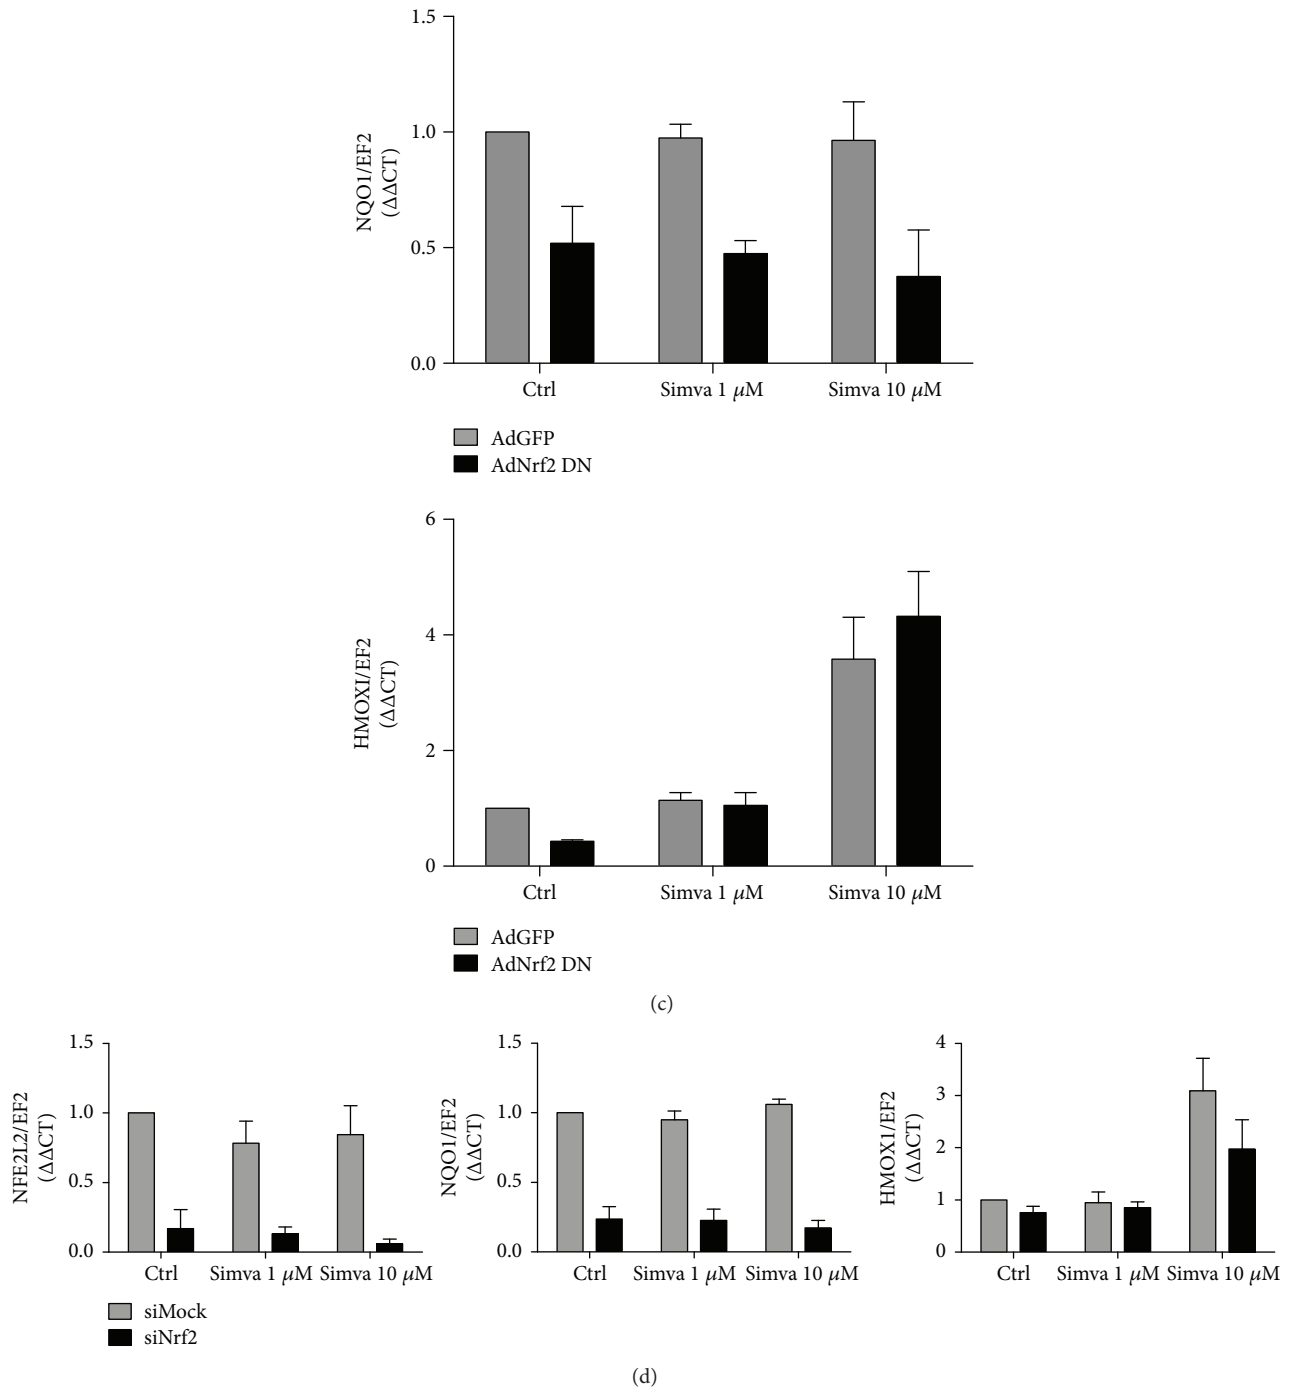 1.5
1.0
0.5
0.0
NQO1/EF2
(ΔΔCT)
Ctrl
Simva 1 μM
Simva 10 μM
AdGFP
AdNrf2 DN
6
4
2
0
HMOXI/EF2
(ΔΔCT)
Ctrl
Simva 1 μM
Simva 10 μM
AdGFP
AdNrf2 DN
(c)
1.5
1.0
0.5
0.0
NFE2L2/EF2
(ΔΔCT)
Ctrl
Simva 1 μM
Simva 10 μM
siMock
siNrf2
1.5
1.0
0.5
0.0
NQO1/EF2
(ΔΔCT)
Ctrl
Simva 1 μM
Simva 10 μM
4
3
2
1
0
HMOX1/EF2
(ΔΔCT)
Ctrl
Simva 1 μM
Simva 10 μM
(d)